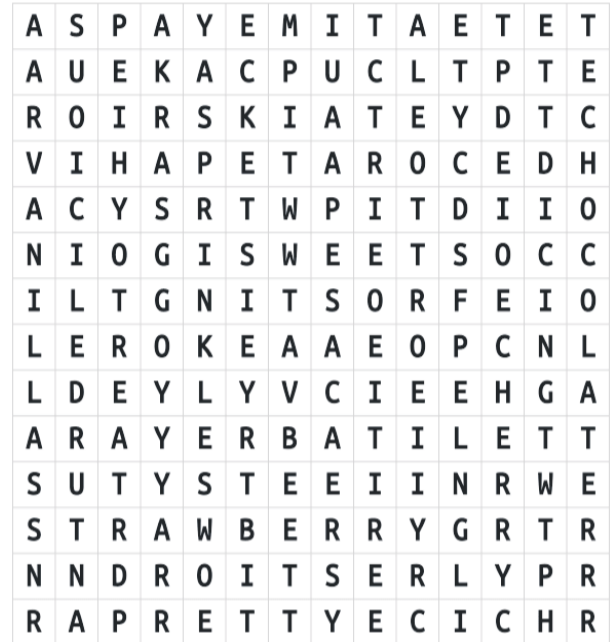 A S P A Y E M I T A E T E T
A U E K A C P U C L T P T E
R O I R S K I A T E Y D T C
V I H A P E T A R O C E D H
A C Y S R T W P I T D I I O
N I O G I S W E E T S O C C
I L T G N I T S O R F E I O
L E R O K E A A E O P C N L
L D E Y L Y V C I E E H G A
A R A Y E R B A T I L E T T
S U T Y S T E E I I N R W E
S T R A W B E R R Y G R T R
N N D R O I T S E R L Y P R
R A P R E T T Y E C I C H R